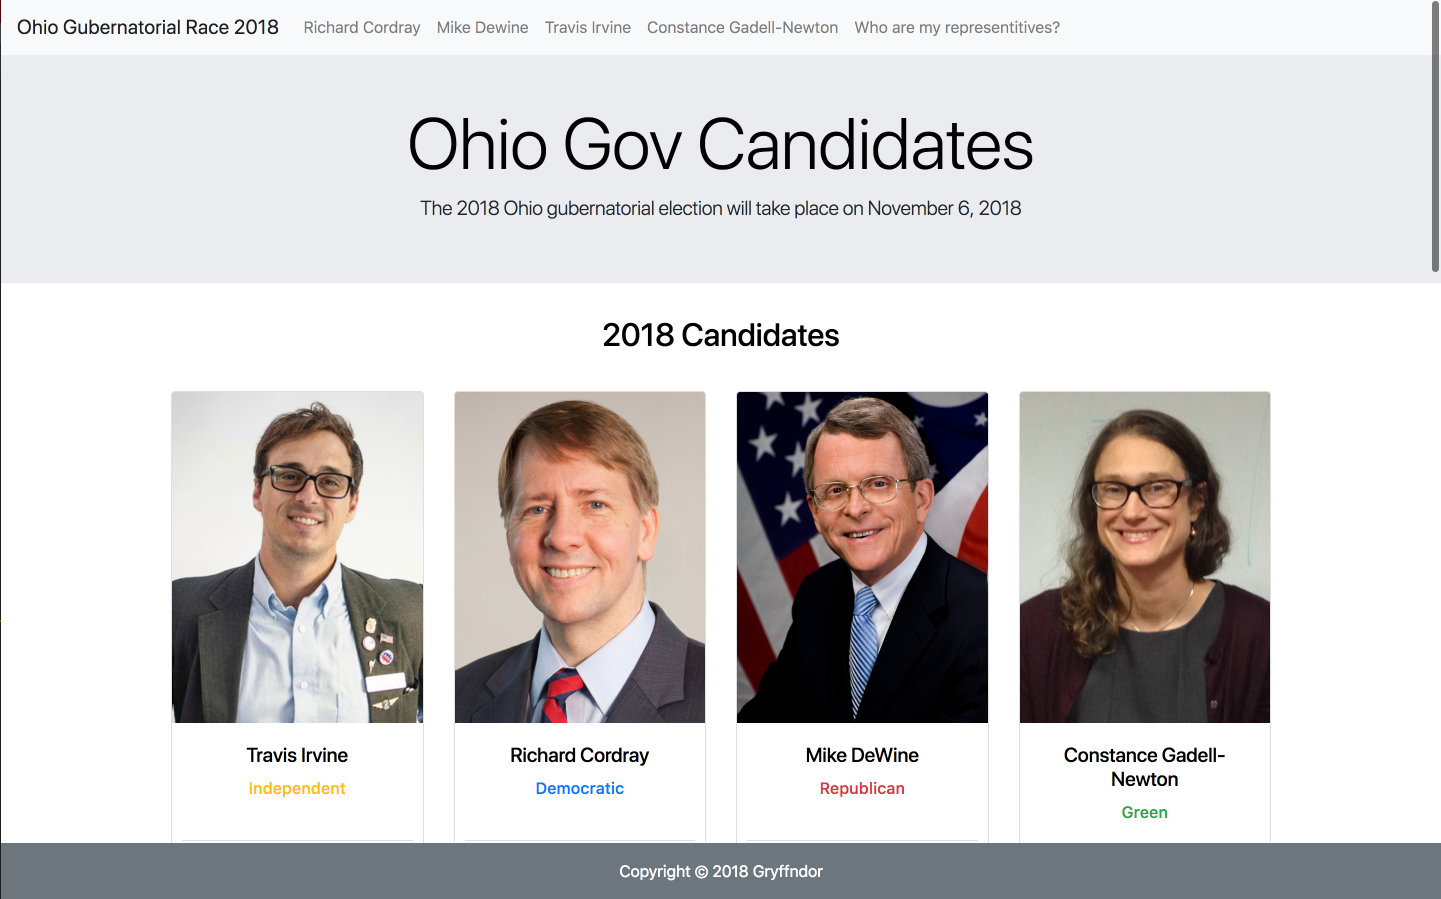 Ohio Gubernatorial Race 2018 Richard Cordray Mike Dewine Travis Irvine Constance Gadell-Newton Who are my representitives?
Ohio Gov Candidates
The 2018 Ohio gubernatorial election will take place on November 6, 2018
2018 Candidates
Travis Irvine
Independent
Richard Cordray
Democratic
Mike DeWine
Republican
Constance Gadell-
Newton
Green
Copyright © 2018 Gryffndor